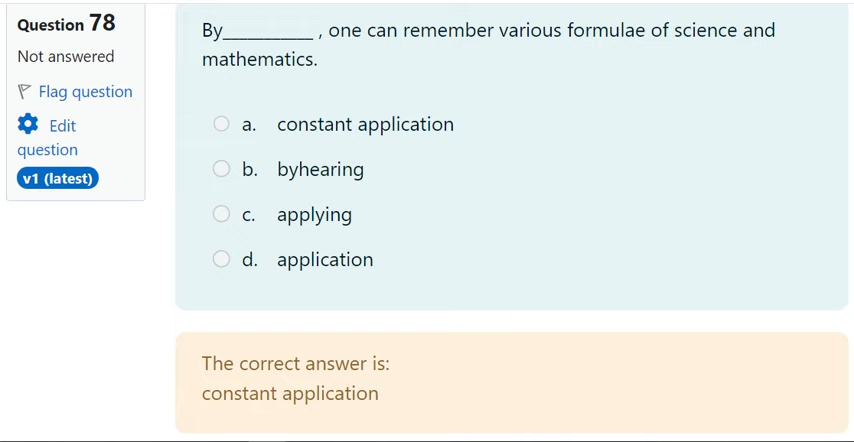 Question 78
Not answered
Flag question
Edit
question
v1 (latest)
By___________ , one can remember various formulae of science and
mathematics.
a. constant application
b. byhearing
c. applying
d. application
The correct answer is:
constant application